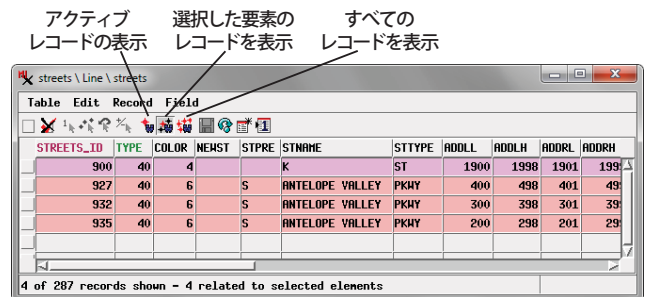 アクティブ
レコードの表示
選択した要素の
レコードを表示
すべての
レコードを表示
streets \ Line \ streets
Table Edit Record Field
STREETS_ID TYPE COLOR NEWST STPRE STNAME STTYPE ADDLL ADDLH ADDRL ADDRH
900 40 4 K ST 1900 1998 1901 199
927 40 6 S ANTELOPE VALLEY PKWY 400 498 401 49
932 40 6 S ANTELOPE VALLEY PKWY 300 398 301 39
935 40 6 S ANTELOPE VALLEY PKWY 200 298 201 29
4 of 287 records shown - 4 related to selected elements